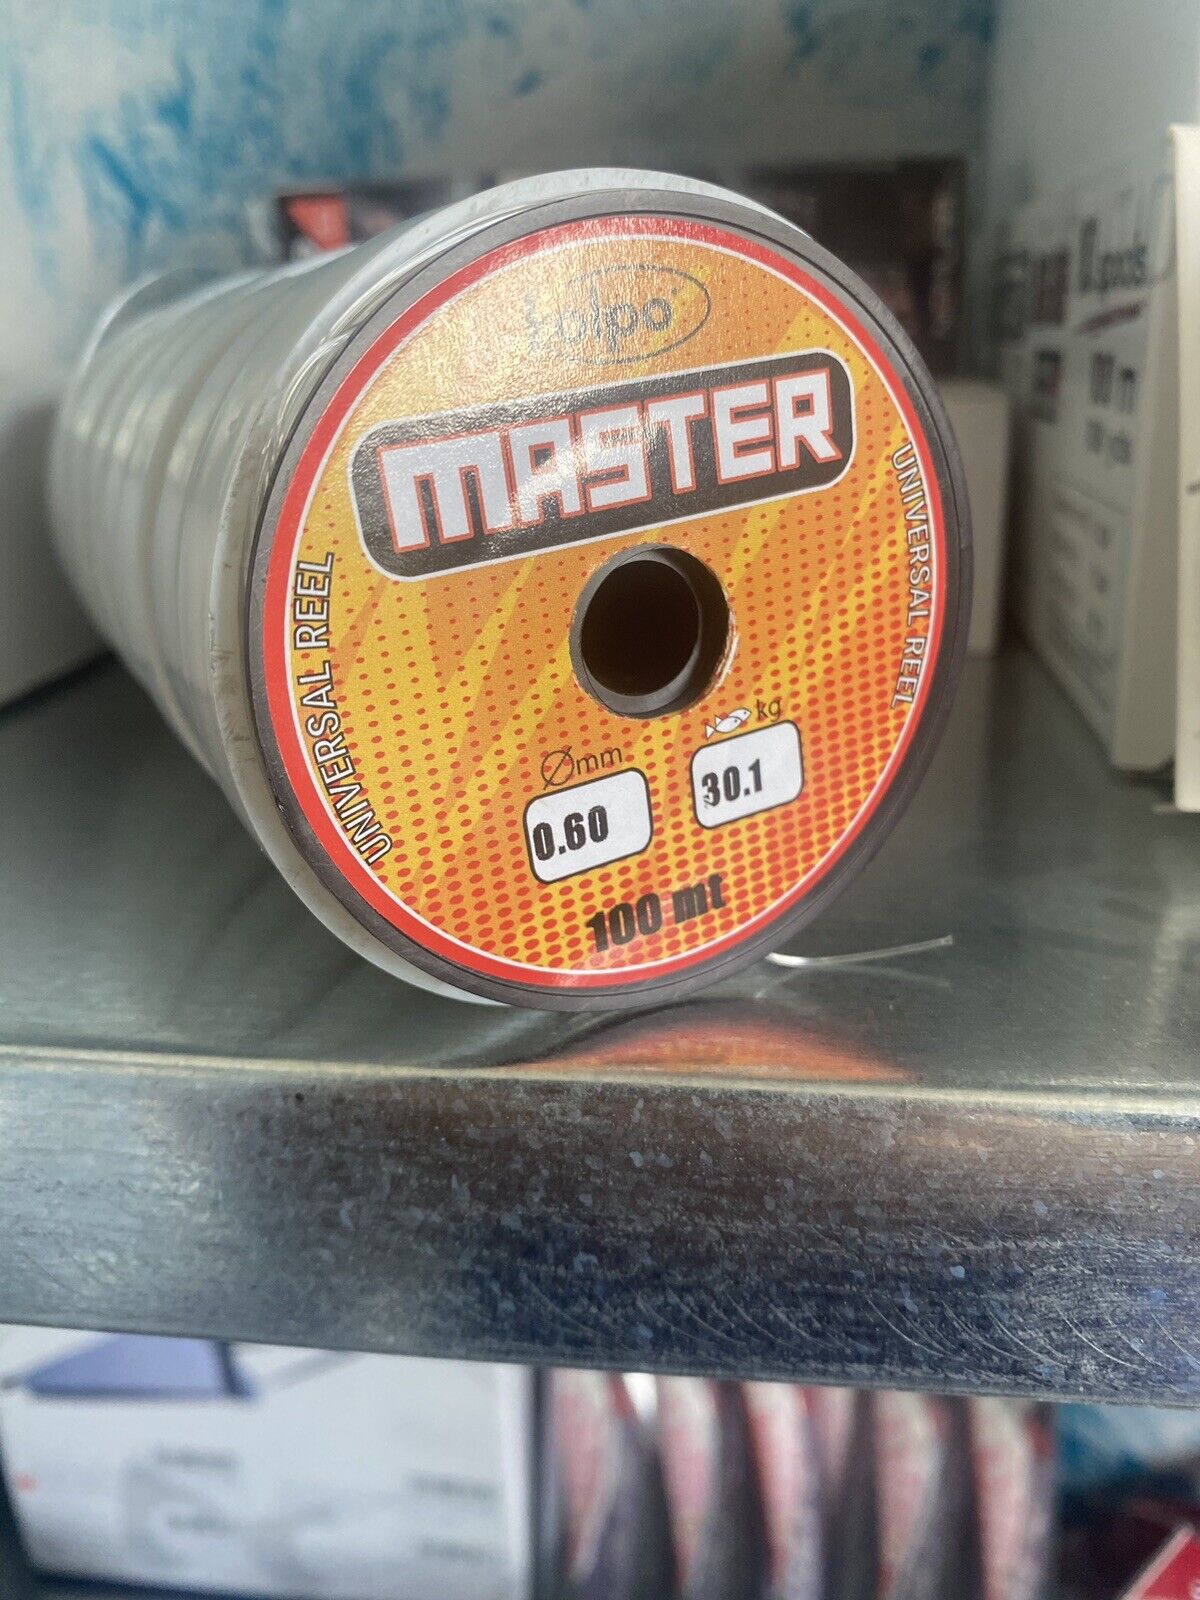 MASTER
UNIVERSAL REEL
UNIVERSAL REEL
Ømm
kg
0.60
30.1
100 mt